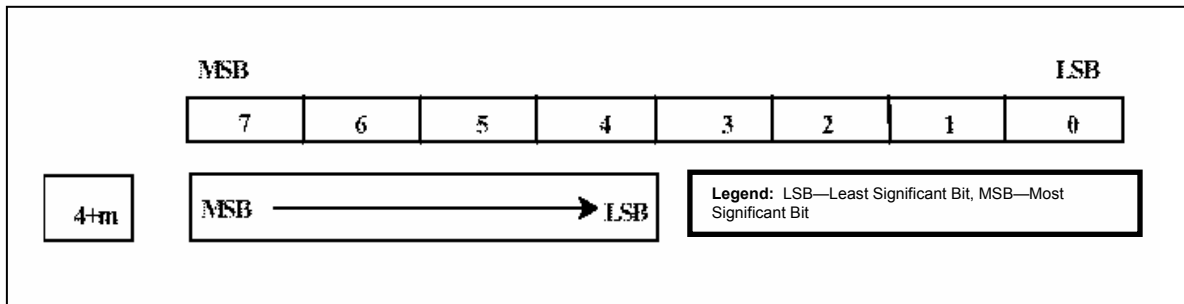 MSB LSB
7 6 5 4 3 2 1 0
4+m
MSB LSB
Legend: LSB—Least Significant Bit, MSB—Most
Significant Bit